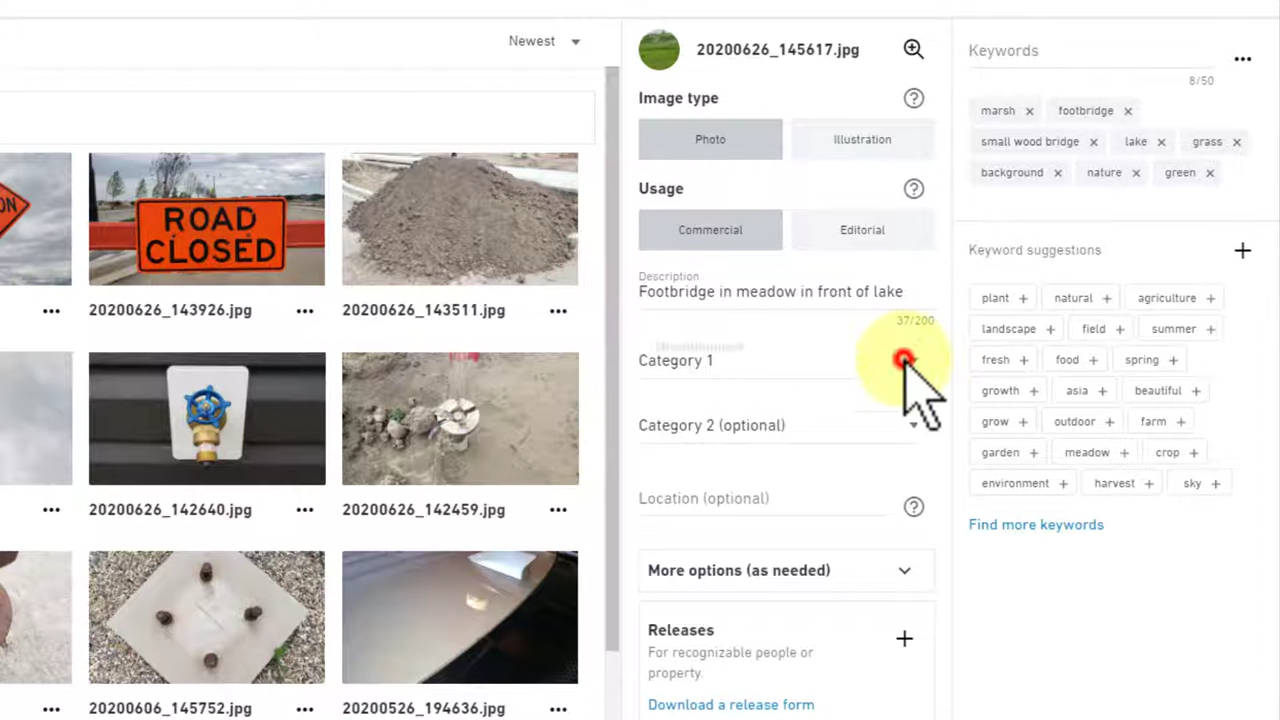 Newest
20200626_145617.jpg
Keywords
8/50
Image type
Photo
Illustration
Usage
Commercial
Editorial
Description
Footbridge in meadow in front of lake
37/200
Category 1
Category 2 (optional)
Location (optional)
More options (as needed)
Releases
For recognizable people or
property.
Download a release form
marsh
footbridge
small wood bridge
lake
grass
background
nature
green
Keyword suggestions
plant
natural
agriculture
landscape
field
summer
fresh
food
spring
growth
asia
beautiful
grow
outdoor
farm
garden
meadow
crop
environment
harvest
sky
Find more keywords
ON
ROAD
CLOSED
20200626_143926.jpg
20200626_143511.jpg
20200626_142640.jpg
20200626_142459.jpg
20200606_145752.jpg
20200526_194636.jpg